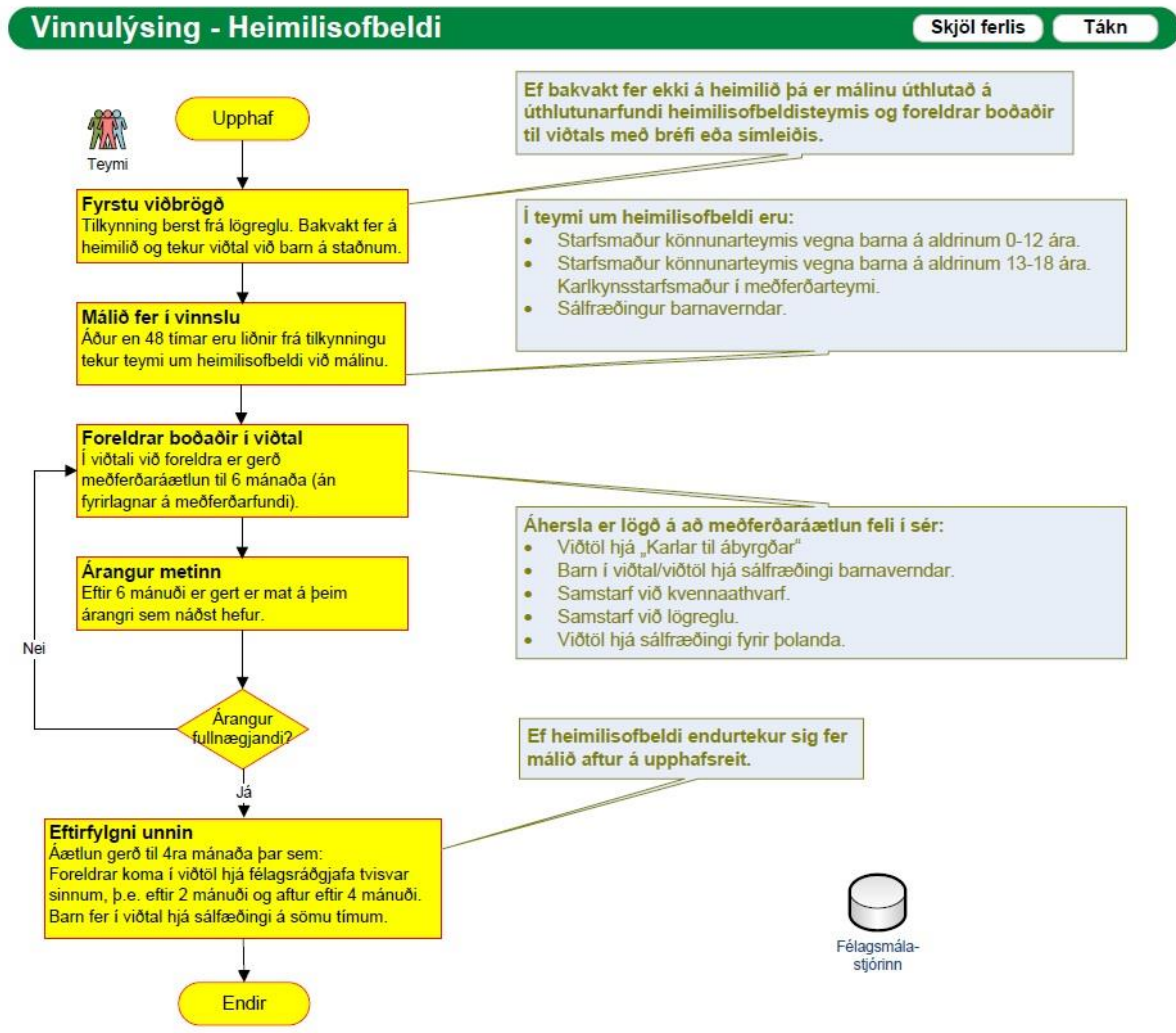 Vinnulýsing - Heimilisofbeldi
Skjöl ferlis
Tákn
Teymi
Upphaf
Ef bakvakt fer ekki á heimilið þá er málinu úthlutað á
úthlutunarfundi heimilisofbeldisteymis og foreldrar boðaðir
til viðtals með bréfi eða símleiðis.
Fyrstu viðbrögð
Tilkynning berst frá lögreglu. Bakvakt fer á
heimilið og tekur viðtal við barn á staðnum.
Í teymi um heimilisofbeldi eru:
• Starfsmaður könnunarteymis vegna barna á aldrinum 0-12 ára.
• Starfsmaður könnunarteymis vegna barna á aldrinum 13-18 ára.
Karlkynsstarfsmaður í meðferðarteymi.
• Sálfræðingur barnaverndar.
Málið fer í vinnslu
Áður en 48 tímar eru liðnir frá tilkynningu
tekur teymi um heimilisofbeldi við málinu.
Foreldrar boðaðir í viðtal
Í viðtali við foreldra er gerð
meðferðaráætlun til 6 mánaða (án
fyrirlagnar á meðferðarfundi).
Áhersla er lögð á að meðferðaráætlun feli í sér:
• Viðtöl hjá „Karlar til ábyrgðar“
• Barn í viðtal/viðtöl hjá sálfræðingi barnaverndar.
• Samstarf við kvennaathvarf.
• Samstarf við lögreglu.
• Viðtöl hjá sálfræðingi fyrir þolanda.
Árangur metinn
Eftir 6 mánuði er gert er mat á þeim
árangri sem náðst hefur.
Nei
Árangur
fullnægjandi?
Já
Ef heimilisofbeldi endurtekur sig fer
málið aftur á upphafsreit.
Eftirfylgni unnin
Áætlun gerð til 4ra mánaða þar sem:
Foreldrar koma í viðtöl hjá félagsráðgjafa tvisvar
sinnum, þ.e. eftir 2 mánuði og aftur eftir 4 mánuði.
Barn fer í viðtal hjá sálfæðingi á sömu tímum.
Félagsmála-
stjórinn
Endir